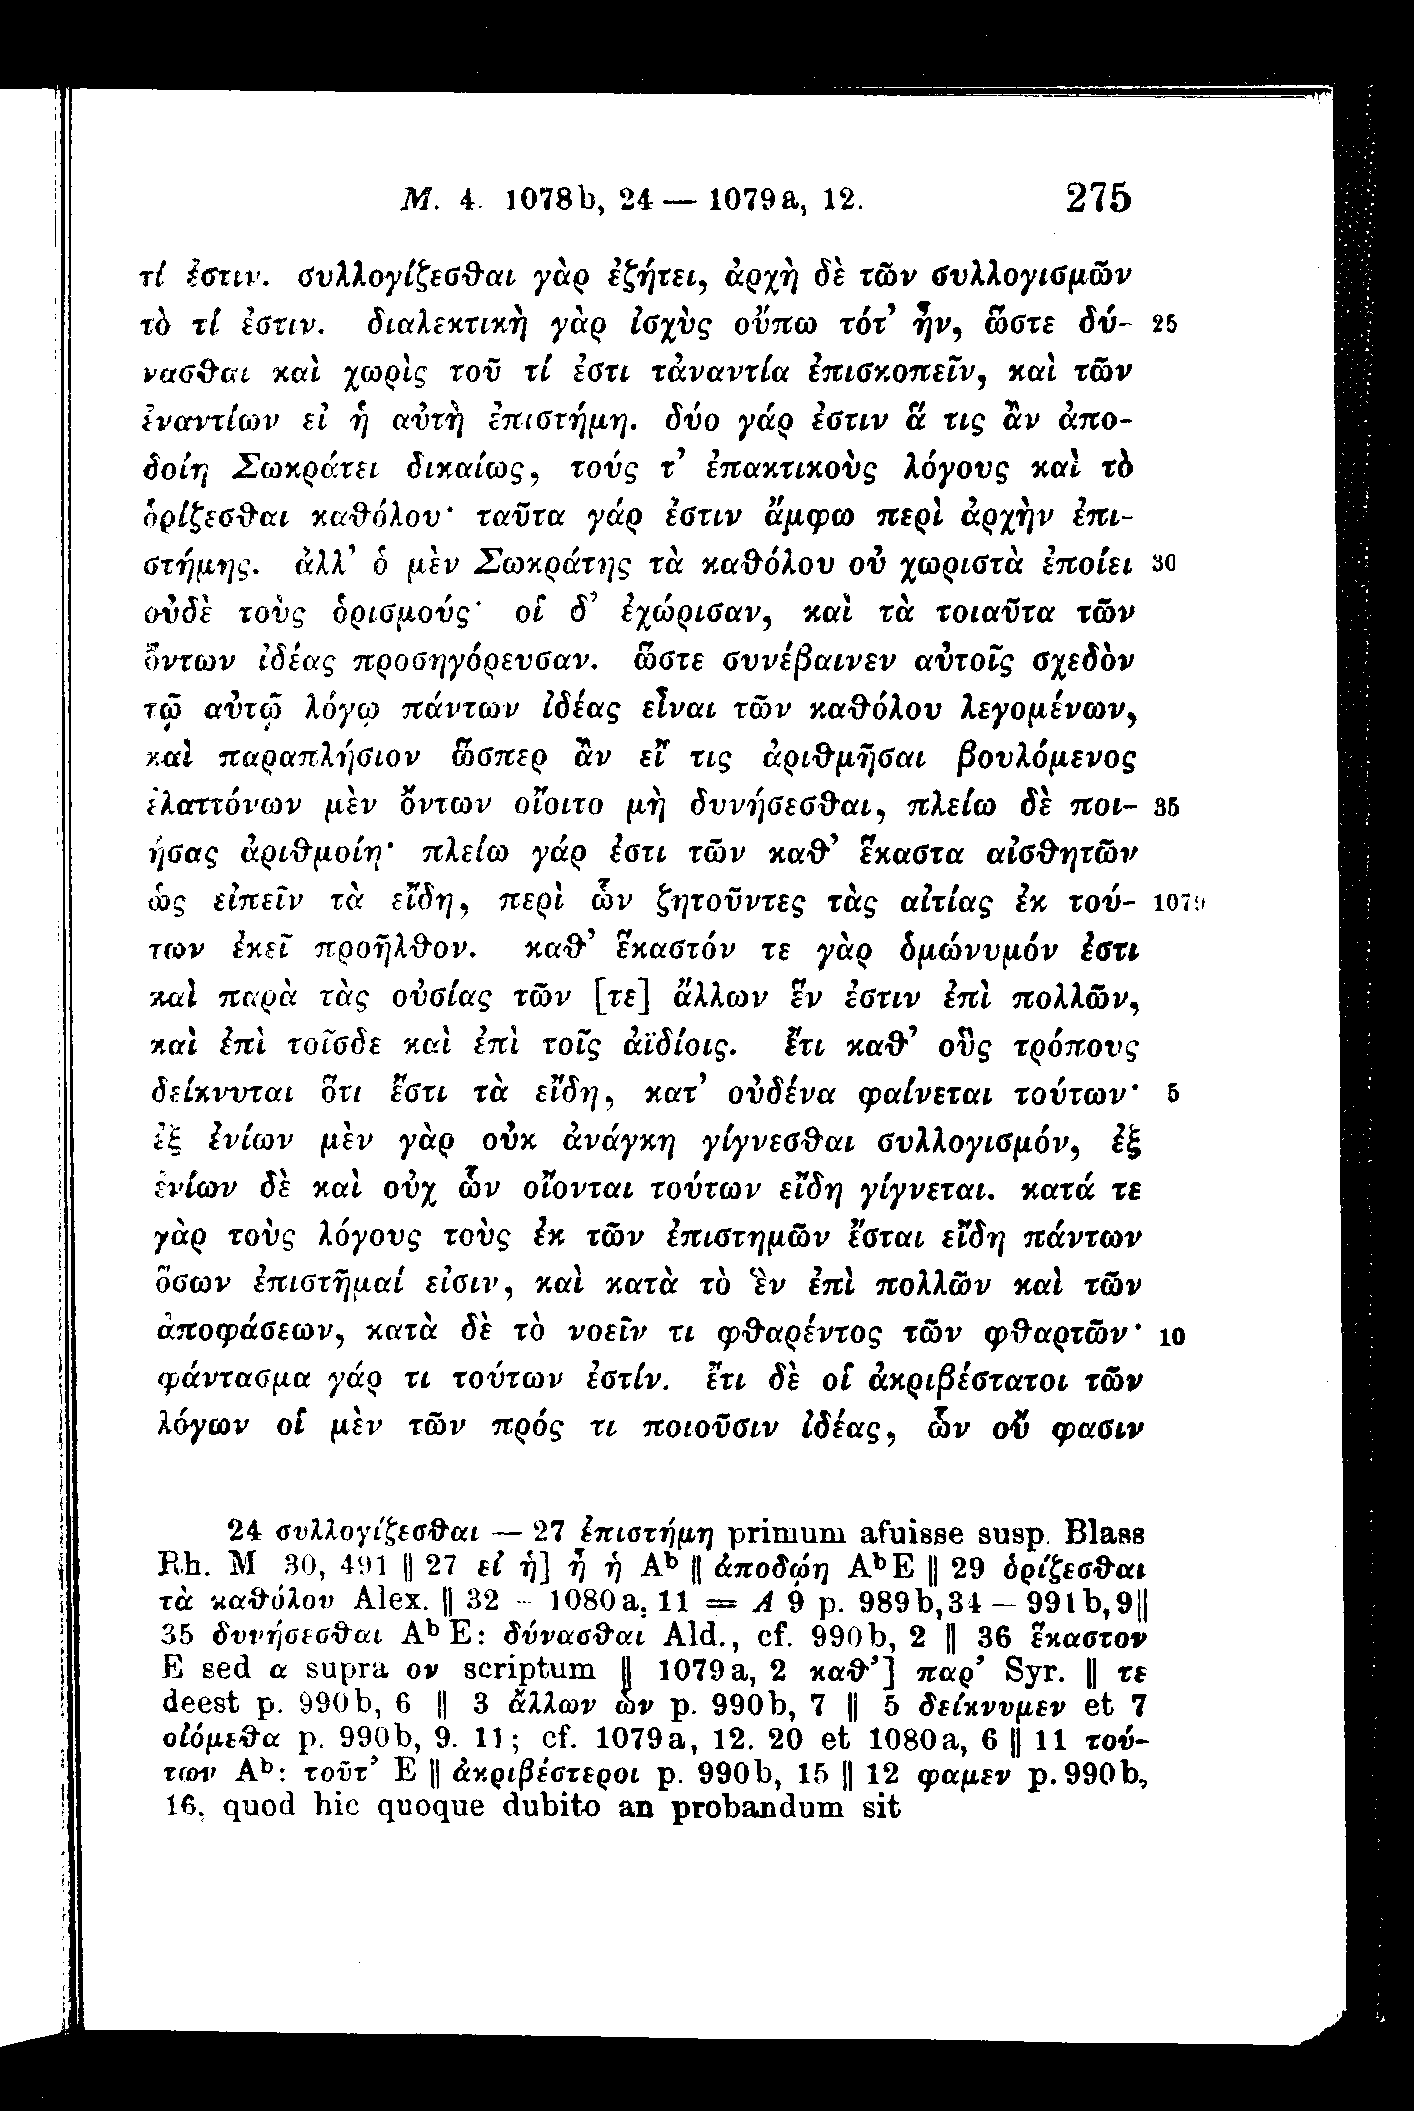 M. 4. 1078b, 24 — 1079a, 12. 275
τί ἐστιν. συλλογίζεσθαι γὰρ ἐζήτει, ἀρχὴ δὲ τῶν συλλογισμῶν
τὸ τί ἐστιν. διαλεκτικὴ γὰρ ἰσχὺς οὔπω τότ’ ἦν, ὥστε δύ- 25
νασθαι καὶ χωρὶς τοῦ τί ἐστι τἀναντία ἐπισκοπεῖν, καὶ τῶν
ἐναντίων εἰ ἡ αὐτὴ ἐπιστήμη. δύο γάρ ἐστιν ἅ τις ἂν ἀπο-
δοίη Σωκράτει δικαίως, τούς τ’ ἐπακτικοὺς λόγους καὶ τὸ
ὁρίζεσθαι καθόλου· ταῦτα γάρ ἐστιν ἄμφω περὶ ἀρχὴν ἐπι-
στήμης. ἀλλ’ ὁ μὲν Σωκράτης τὰ καθόλου οὐ χωριστὰ ἐποίει 30
οὐδὲ τοὺς ὁρισμούς· οἱ δ’ ἐχώρισαν, καὶ τὰ τοιαῦτα τῶν
ὄντων ἰδέας προσηγόρευσαν. ὥστε συνέβαινεν αὐτοῖς σχεδὸν
τῷ αὐτῷ λόγῳ πάντων ἰδέας εἶναι τῶν καθόλου λεγομένων,
καὶ παραπλήσιον ὥσπερ ἂν εἴ τις ἀριθμῆσαι βουλόμενος
ἐλαττόνων μὲν ὄντων οἴοιτο μὴ δυνήσεσθαι, πλείω δὲ ποι- 35
ήσας ἀριθμοίη· πλείω γάρ ἐστι τῶν καθ’ ἕκαστα αἰσθητῶν
ὡς εἰπεῖν τὰ εἴδη, περὶ ὧν ζητοῦντες τὰς αἰτίας ἐκ τού- 1079
των ἐκεῖ προῆλθον. καθ’ ἕκαστόν τε γὰρ ὁμώνυμόν ἐστι
καὶ παρὰ τὰς οὐσίας τῶν [τε] ἄλλων ἕν ἐστιν ἐπὶ πολλῶν,
καὶ ἐπὶ τοῖσδε καὶ ἐπὶ τοῖς ἀϊδίοις. ἔτι καθ’ οὓς τρόπους
δείκνυται ὅτι ἔστι τὰ εἴδη, κατ’ οὐδένα φαίνεται τούτων· 5
ἐξ ἐνίων μὲν γὰρ οὐκ ἀνάγκη γίγνεσθαι συλλογισμόν, ἐξ
ἐνίων δὲ καὶ οὐχ ὧν οἴονται τούτων εἴδη γίγνεται. κατά τε
γὰρ τοὺς λόγους τοὺς ἐκ τῶν ἐπιστημῶν ἔσται εἴδη πάντων
ὅσων ἐπιστῆμαί εἰσιν, καὶ κατὰ τὸ ἓν ἐπὶ πολλῶν καὶ τῶν
ἀποφάσεων, κατὰ δὲ τὸ νοεῖν τι φθαρέντος τῶν φθαρτῶν· 10
φάντασμα γάρ τι τούτων ἐστίν. ἔτι δὲ οἱ ἀκριβέστατοι τῶν
λόγων οἱ μὲν τῶν πρός τι ποιοῦσιν ἰδέας, ὧν οὔ φασιν
24 συλλογίζεσθαι — 27 ἐπιστήμη primum afuisse susp. Blass
Rh. M 30, 491 || 27 εἰ ἡ] ἢ ἡ Aᵇ || ἀποδῴη AᵇE || 29 ὁρίζεσθαι
τὰ καθόλου Alex. || 32 – 1080a, 11 = A 9 p. 989b, 34 – 991b, 9 ||
35 δυνήσεσθαι AᵇE: δύνασθαι Ald., cf. 990b, 2 || 36 ἕκαστον
E sed α supra ον scriptum || 1079a, 2 καθ’] παρ’ Syr. || τε
deest p. 990b, 6 || 3 ἄλλων ὧν p. 990b, 7 || 5 δείκνυμεν et 7
οἰόμεθα p. 990b, 9. 11; cf. 1079a, 12. 20 et 1080a, 6 || 11 τού-
των Aᵇ: τοῦτ’ E || ἀκριβέστεροι p. 990b, 15 || 12 φαμεν p. 990b,
16, quod hic quoque dubito an probandum sit